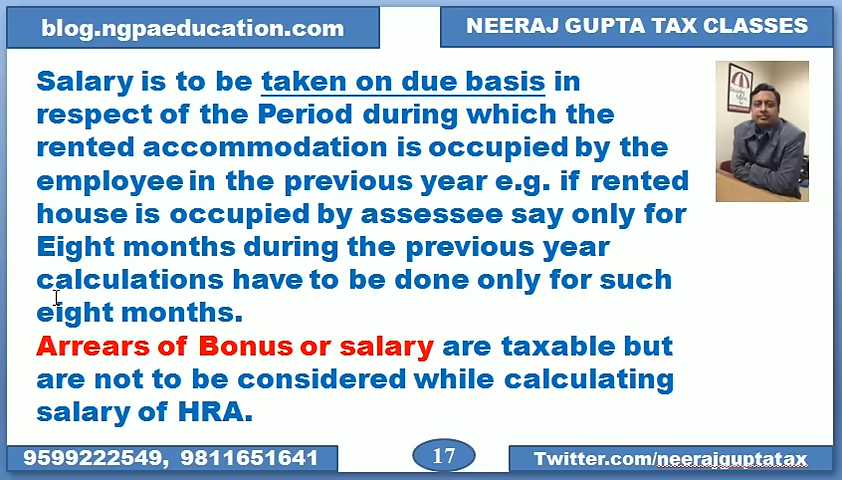 blog.ngpaeducation.com
NEERAJ GUPTA TAX CLASSES
Salary is to be taken on due basis in
respect of the Period during which the
rented accommodation is occupied by the
employee in the previous year e.g. if rented
house is occupied by assessee say only for
Eight months during the previous year
calculations have to be done only for such
eight months.
Arrears of Bonus or salary are taxable but
are not to be considered while calculating
salary of HRA.
9599222549, 9811651641
17
Twitter.com/neerajguptatax